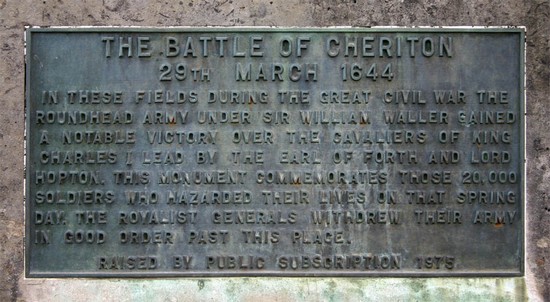 THE BATTLE OF CHERITON
29TH MARCH 1644
IN THESE FIELDS DURING THE GREAT CIVIL WAR THE
ROUNDHEAD ARMY UNDER SIR WILLIAM WALLER GAINED
A NOTABLE VICTORY OVER THE CAVALIERS OF KING
CHARLES I LEAD BY THE EARL OF FORTH AND LORD
HOPTON. THIS MONUMENT COMMEMORATES THOSE 20,000
SOLDIERS WHO HAZARDED THEIR LIVES ON THAT SPRING
DAY. THE ROYALIST GENERALS WITHDREW THEIR ARMY
IN GOOD ORDER PAST THIS PLACE.
RAISED BY PUBLIC SUBSCRIPTION 1975